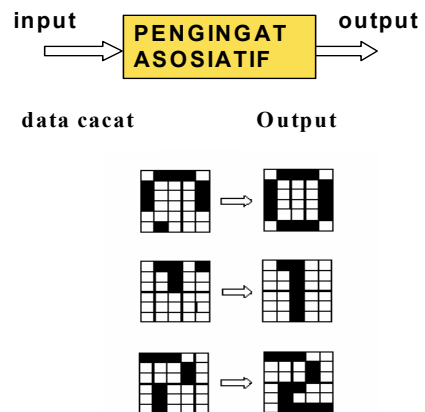 input
PENGINGAT
ASOSIATIF
output
data cacat
Output